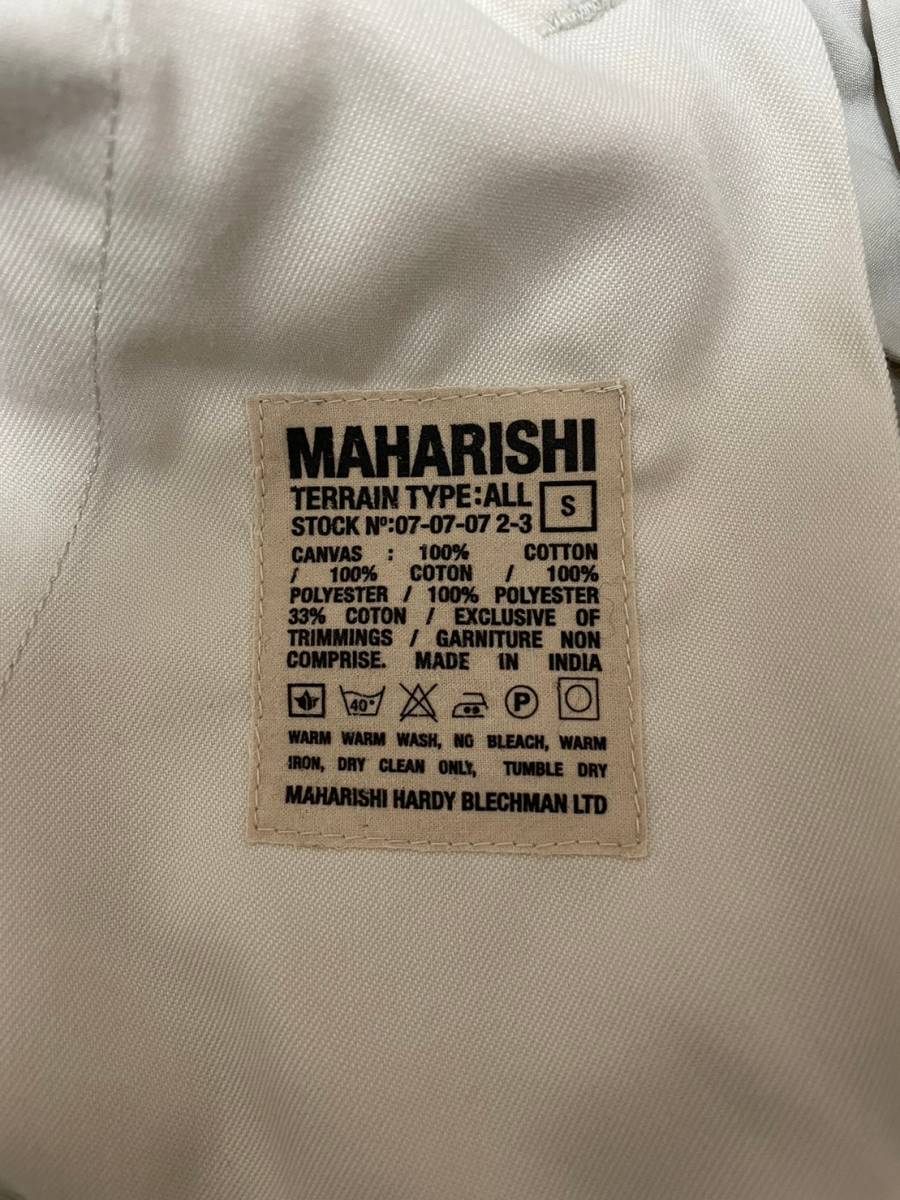 MAHARISHI
TERRAIN TYPE:ALL
S
STOCK Nº:07-07-07 2-3
CANVAS : 100% COTTON
/ 100% COTON / 100%
POLYESTER / 100% POLYESTER
33% COTON / EXCLUSIVE OF
TRIMMINGS / GARNITURE NON
COMPRISE. MADE IN INDIA
40°
P
WARM WARM WASH, NO BLEACH, WARM
IRON, DRY CLEAN ONLY, TUMBLE DRY
MAHARISHI HARDY BLECHMAN LTD